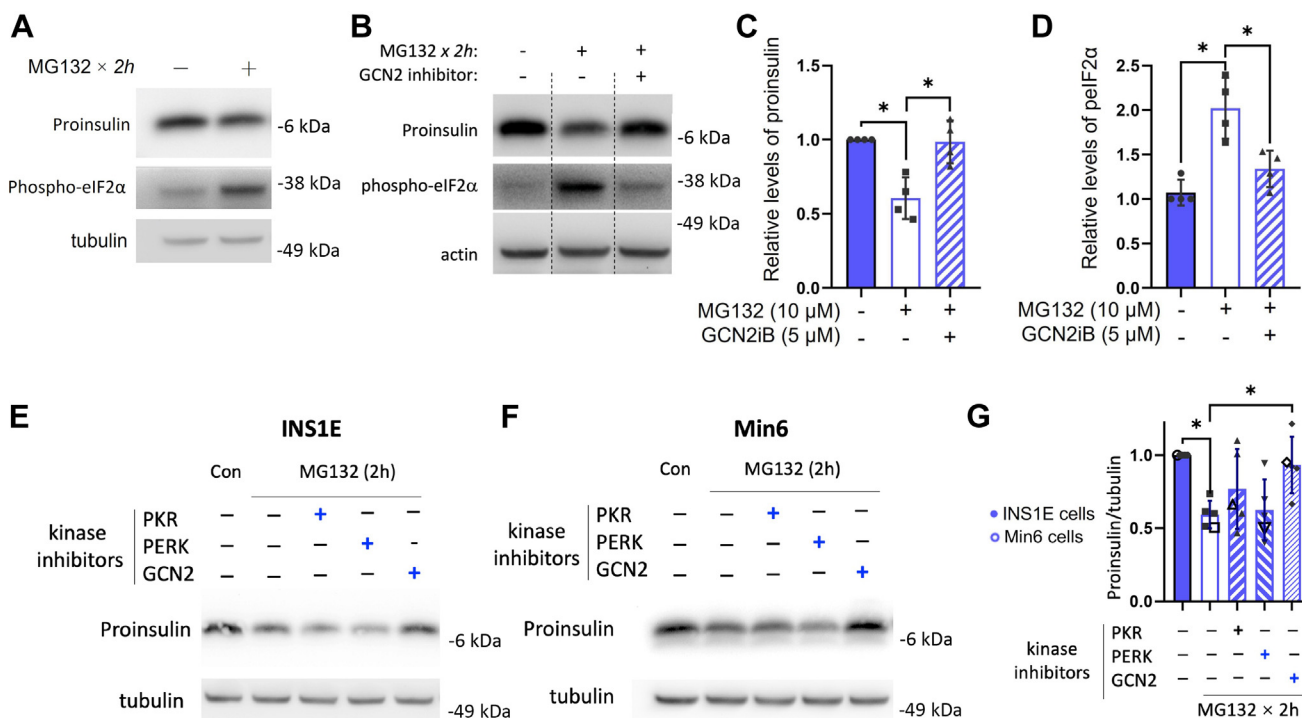 A
MG132 × 2h − +
Proinsulin
-6 kDa
Phospho-eIF2α
-38 kDa
tubulin
-49 kDa
B
MG132 x 2h: - + +
GCN2 inhibitor: - - +
Proinsulin
-6 kDa
phospho-eIF2α
-38 kDa
-49 kDa
actin
C
Relative levels of proinsulin
* *
1.5
1.0
0.5
0.0
MG132 (10 µM) - + +
GCN2iB (5 µM) - - +
D
Relative levels of peIF2α
* *
2.5
2.0
1.5
1.0
0.5
0.0
MG132 (10 µM) - + +
GCN2iB (5 µM) - - +
E
INS1E
Con MG132 (2h)
kinase inhibitors
PKR − − + − −
PERK − − − + -
GCN2 − − − − +
Proinsulin
-6 kDa
tubulin
-49 kDa
F
Min6
Con MG132 (2h)
kinase inhibitors
PKR − − + − −
PERK − − − + −
GCN2 − − − − +
Proinsulin
-6 kDa
tubulin
-49 kDa
G
*
*
Proinsulin/tubulin
1.0
0.5
0.0
INS1E cells
Min6 cells
kinase inhibitors
PKR − − + − −
PERK − − − + −
GCN2 − − − − +
MG132 × 2h